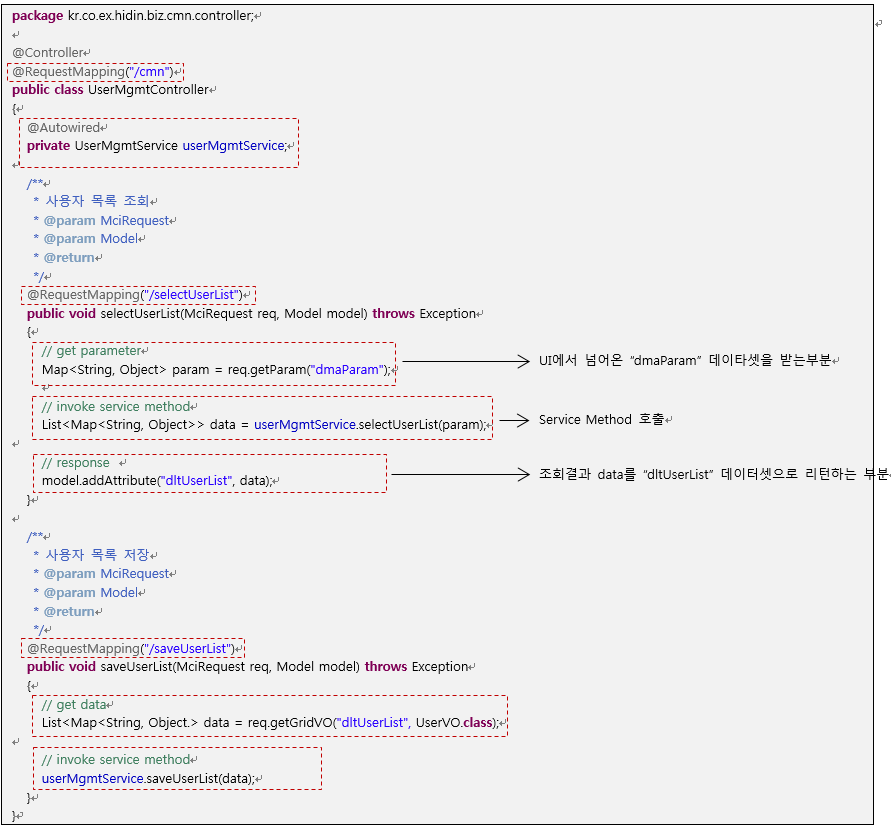 package kr.co.ex.hidin.biz.cmn.controller;
@Controller
@RequestMapping("/cmn")
public class UserMgmtController
{
@Autowired
private UserMgmtService userMgmtService;
/**
* 사용자 목록 조회
* @param MciRequest
* @param Model
* @return
*/
@RequestMapping("/selectUserList")
public void selectUserList(MciRequest req, Model model) throws Exception
{
// get parameter
Map<String, Object> param = req.getParam("dmaParam"); UI에서 넘어온 "dmaParam" 데이타셋을 받는부분
// invoke service method
List<Map<String, Object>> data = userMgmtService.selectUserList(param); Service Method 호출
// response
model.addAttribute("dltUserList", data); 조회결과 data를 "dltUserList" 데이터셋으로 리턴하는 부분
}
/**
* 사용자 목록 저장
* @param MciRequest
* @param Model
* @return
*/
@RequestMapping("/saveUserList")
public void saveUserList(MciRequest req, Model model) throws Exception
{
// get data
List<Map<String, Object.> data = req.getGridVO("dltUserList", UserVO.class);
// invoke service method
userMgmtService.saveUserList(data);
}
}